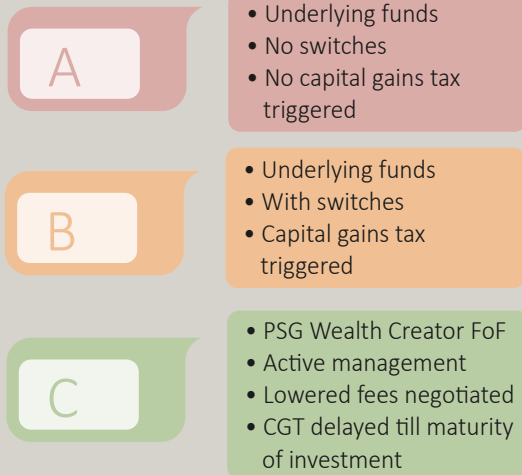 A
• Underlying funds
• No switches
• No capital gains tax
triggered
B
• Underlying funds
• With switches
• Capital gains tax
triggered
C
• PSG Wealth Creator FoF
• Active management
• Lowered fees negotiated
• CGT delayed till maturity
of investment